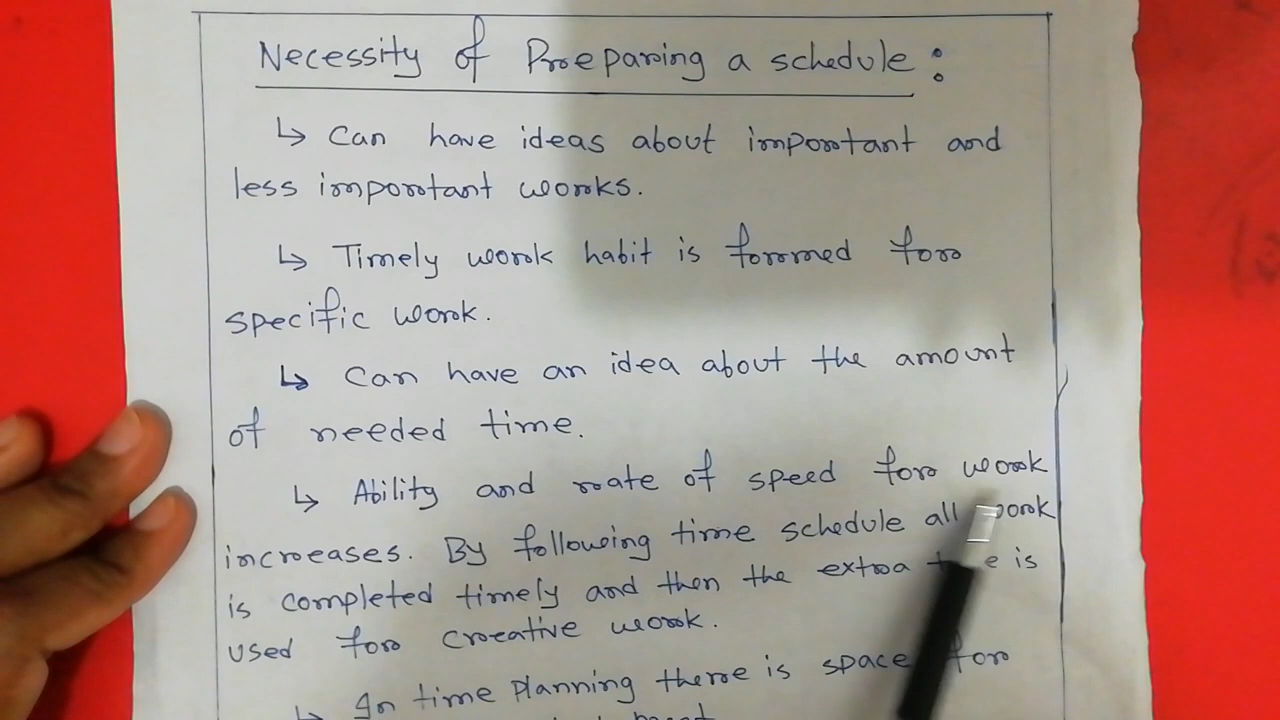 Necessity of Preparing a schedule :
↳ Can have ideas about important and
less important works.
↳ Timely work habit is formed for
specific work.
↳ Can have an idea about the amount
of needed time.
↳ Ability and rate of speed for work
increases. By following time schedule all work
is completed timely and then the extra is
used for creative work.
↳ In time planning there is space for